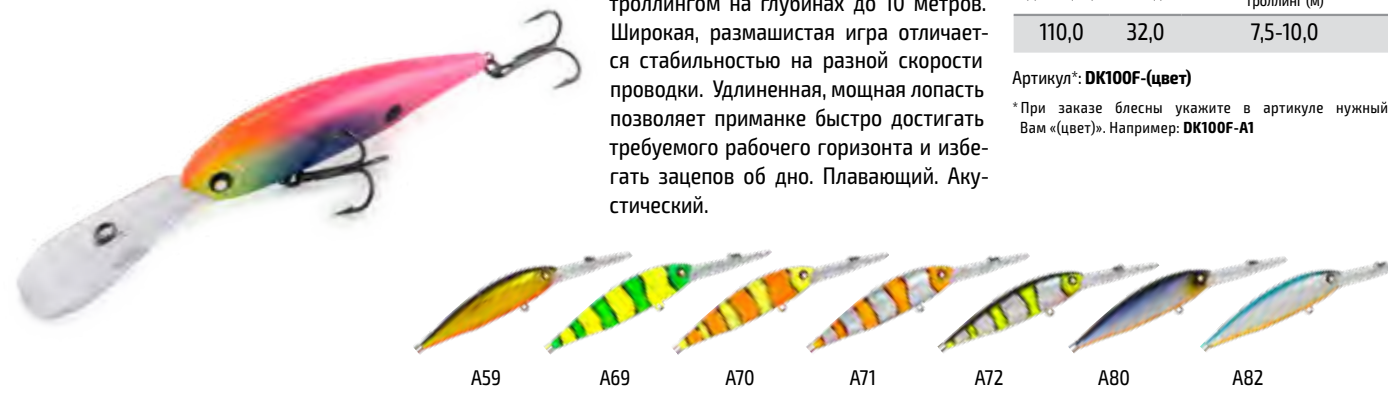 троллингом на глубинах до 10 метров.
Широкая, размашистая игра отличает-
ся стабильностью на разной скорости
проводки. Удлиненная, мощная лопасть
позволяет приманке быстро достигать
требуемого рабочего горизонта и избе-
гать зацепов об дно. Плавающий. Аку-
стический.
троллинг (м)
110,0 32,0 7,5-10,0
Артикул*: DK100F-(цвет)
* При заказе блесны укажите в артикуле нужный
Вам «(цвет)». Например: DK100F-A1
A59 A69 A70 A71 A72 A80 A82